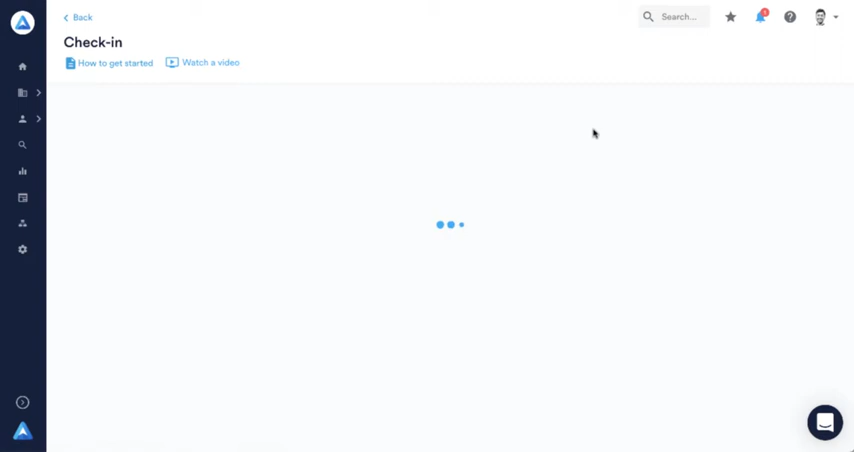 Back
Search...
Check-in
How to get started
Watch a video